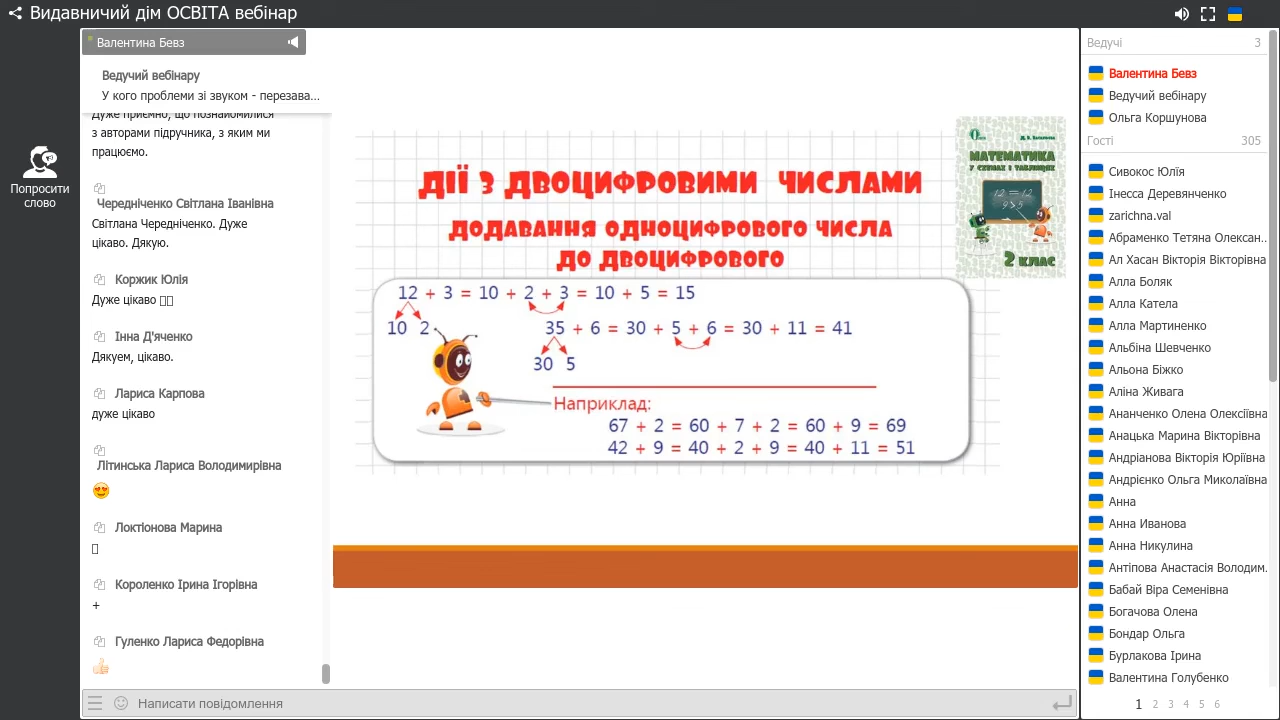 Видавничий дім ОСВІТА вебінар
Попросити
слово
Валентина Бевз
Ведучий вебінару
У кого проблеми зі звуком - перезава...
Дуже приємно, що познайомилися
з авторами підручника, з яким ми
працюємо.
Чередніченко Світлана Іванівна
Світлана Чередніченко. Дуже
цікаво. Дякую.
Коржик Юлія
Дуже цікаво
Інна Д'яченко
Дякуем, цікаво.
Лариса Карпова
дуже цікаво
Літинська Лариса Володимирівна
Локтіонова Марина
Короленко Ірина Ігорівна
+
Гуленко Лариса Федорівна
Написати повідомлення
ДІЇ З ДВОЦИФРОВИМИ ЧИСЛАМИ
ДОДАВАННЯ ОДНОЦИФРОВОГО ЧИСЛА
ДО ДВОЦИФРОВОГО
МАТЕМАТИКА
У СХЕМАХ І ТАБЛИЦЯХ
2 КЛАС
12 + 3 = 10 + 2 + 3 = 10 + 5 = 15
10 2
35 + 6 = 30 + 5 + 6 = 30 + 11 = 41
30 5
Наприклад:
67 + 2 = 60 + 7 + 2 = 60 + 9 = 69
42 + 9 = 40 + 2 + 9 = 40 + 11 = 51
Ведучі 3
Валентина Бевз
Ведучий вебінару
Ольга Коршунова
Гості 305
Сивокос Юлїя
Інесса Деревянченко
zarichna.val
Абраменко Тетяна Олексан..
Ал Хасан Вікторія Вікторівна
Алла Боляк
Алла Катела
Алла Мартиненко
Альбіна Шевченко
Альона Біжко
Аліна Живага
Ананченко Олена Олексіївна
Анацька Марина Вікторівна
Андріанова Вікторія Юріївна
Андрієнко Ольга Миколаївна
Анна
Анна Иванова
Анна Никулина
Антіпова Анастасія Володим.
Бабай Віра Семенівна
Богачова Олена
Бондар Ольга
Бурлакова Ірина
Валентина Голубенко
1 2 3 4 5 6